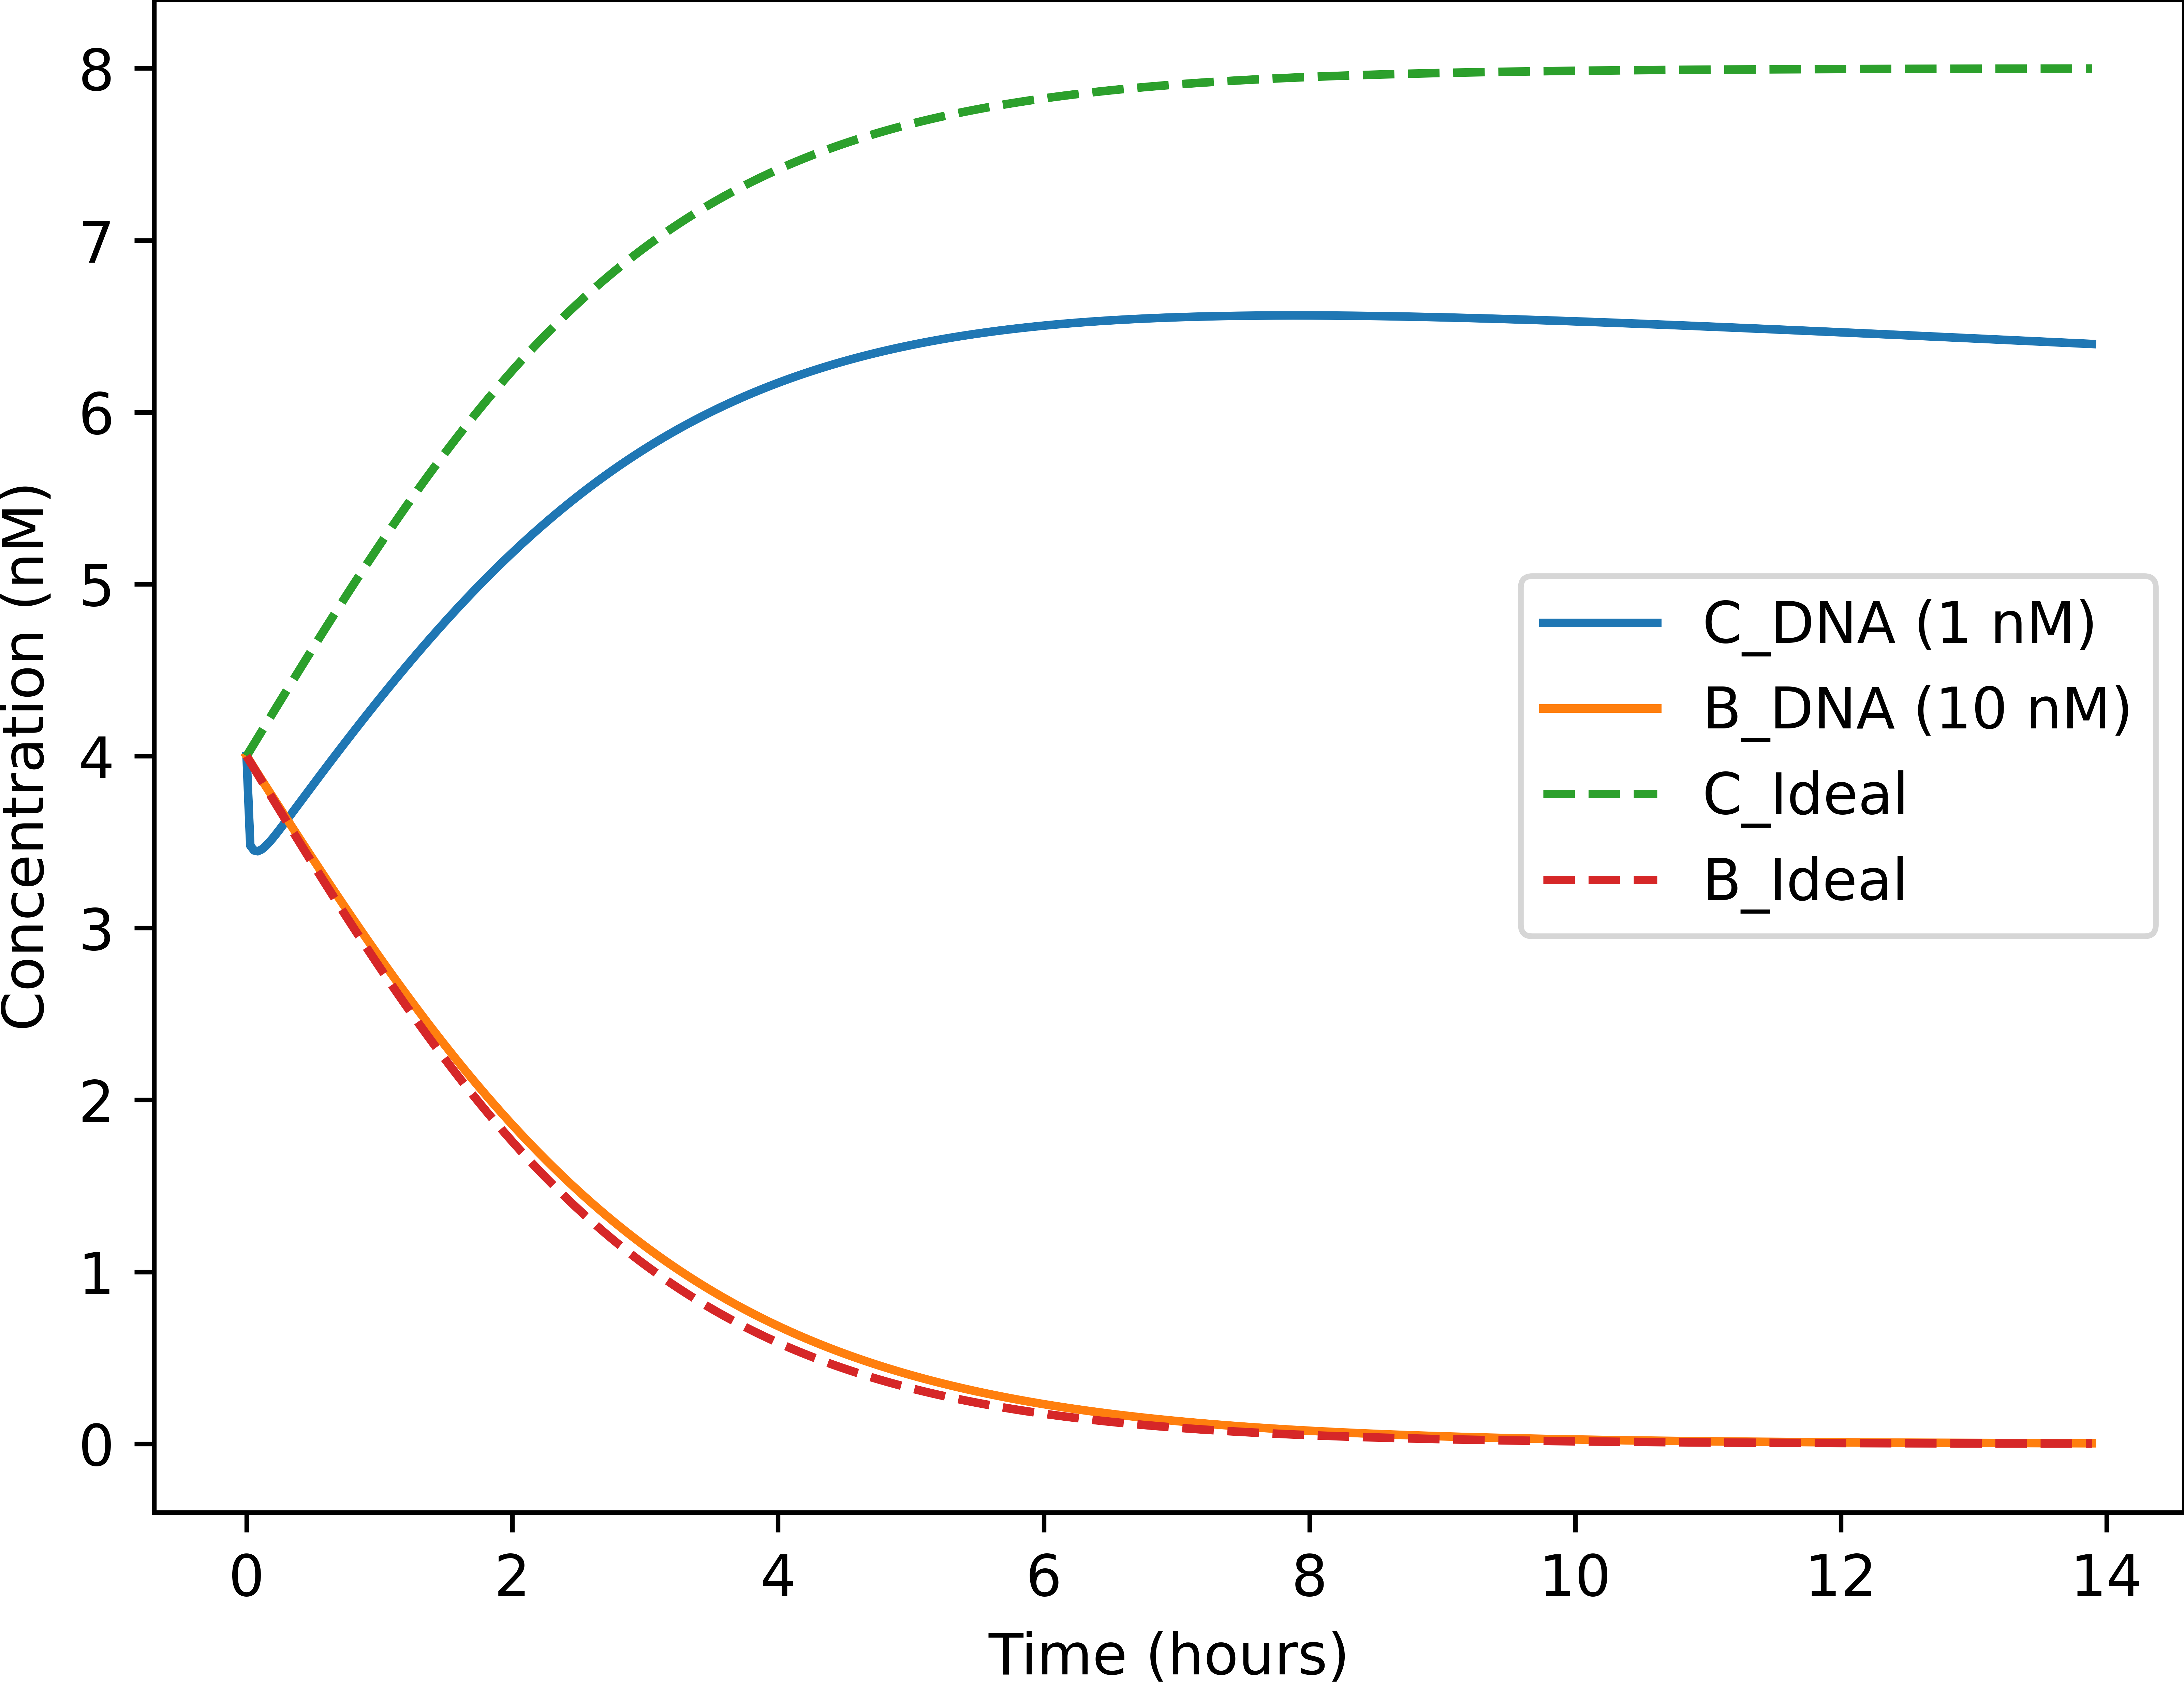 Concentration (nM)
8
7
6
5
4
3
2
1
0
C_DNA (1 nM)
B_DNA (10 nM)
C_Ideal
B_Ideal
0 2 4 6 8 10 12 14
Time (hours)